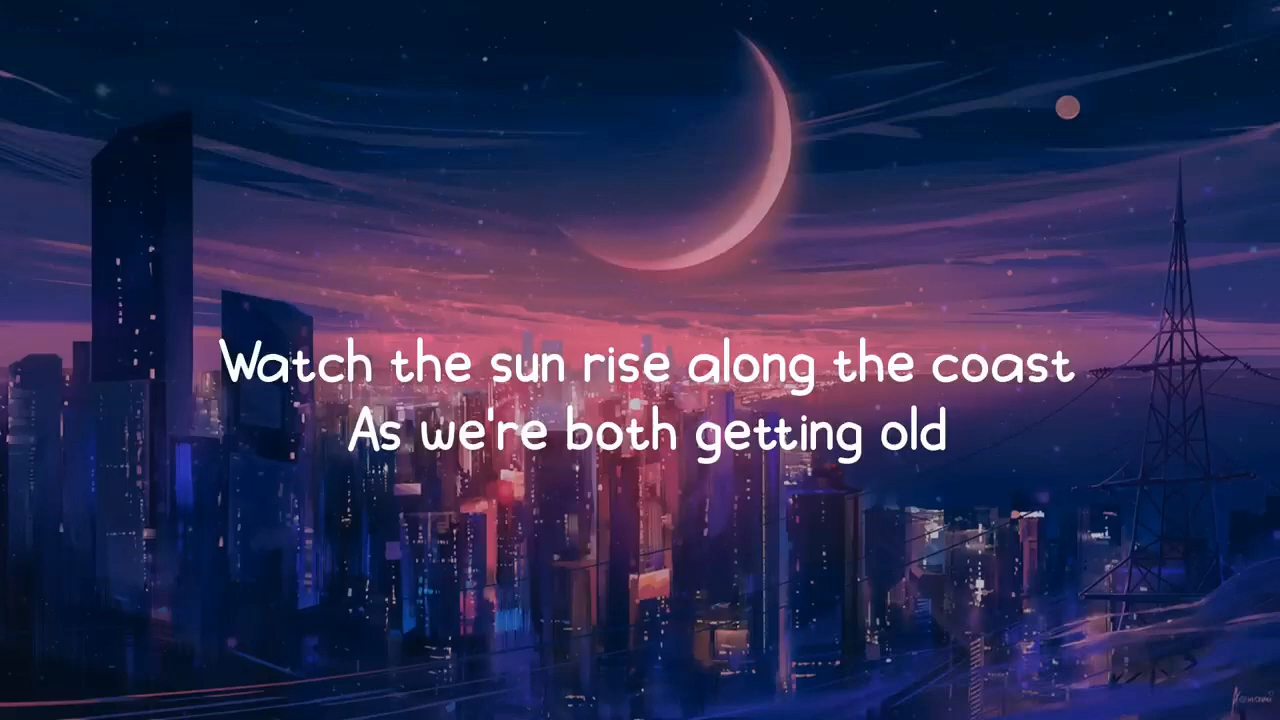 Watch the sun rise along the coast
As we're both getting old